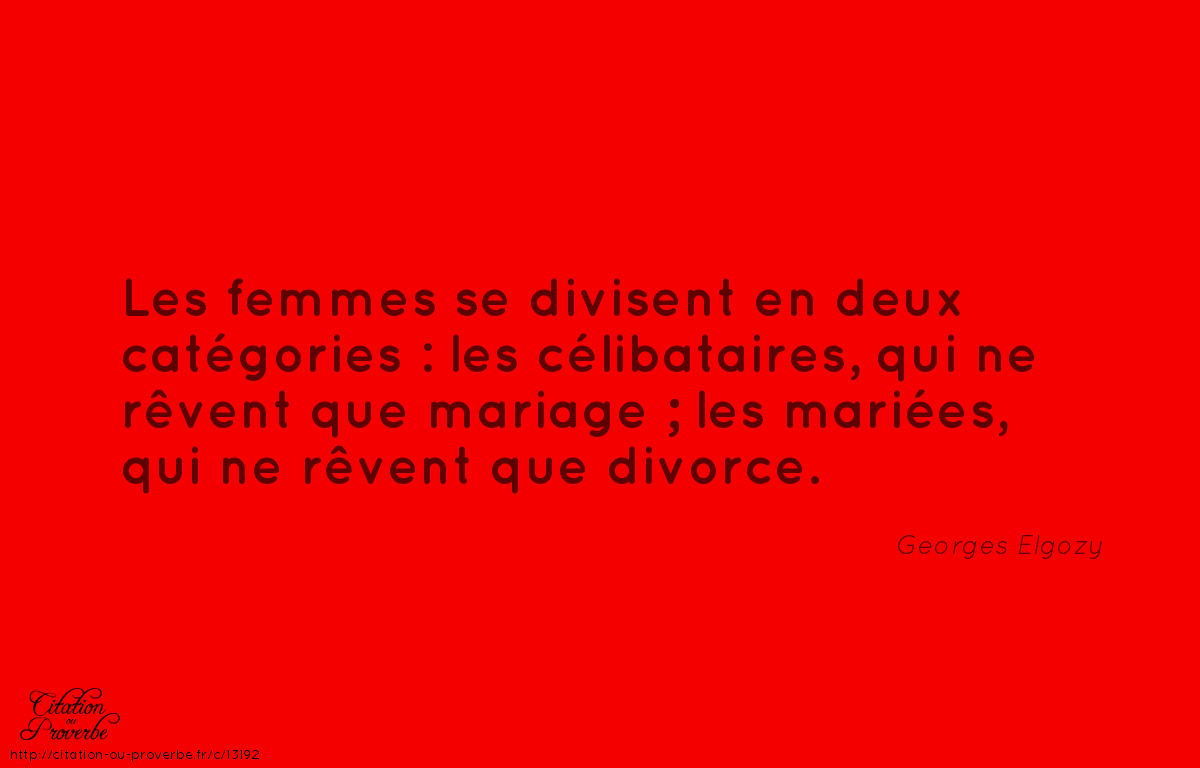 Les femmes se divisent en deux
catégories : les célibataires, qui ne
rêvent que mariage ; les mariées,
qui ne rêvent que divorce.
Georges Elgozy
Citation
ou
Proverbe
http://citation-ou-proverbe.fr/c/13192